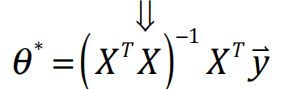 ⇓
θ* = (XᵀX)⁻¹ Xᵀy⃗